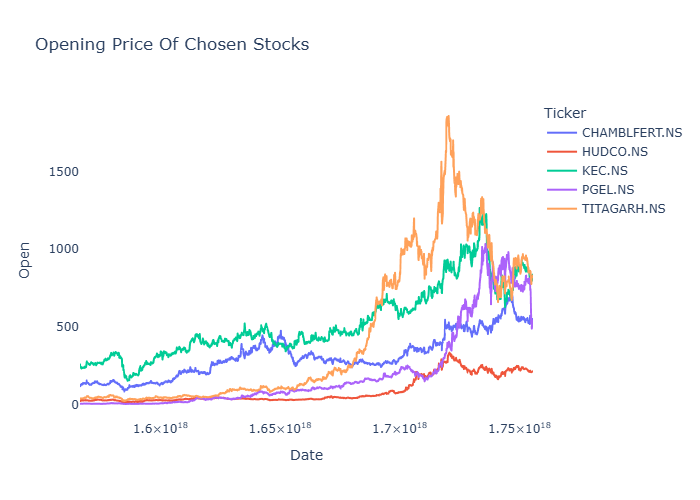 Opening Price Of Chosen Stocks
Ticker
CHAMBLFERT.NS
HUDCO.NS
KEC.NS
PGEL.NS
TITAGARH.NS
Open
1500
1000
500
0
1.6×10¹⁸
1.65×10¹⁸
1.7×10¹⁸
1.75×10¹⁸
Date